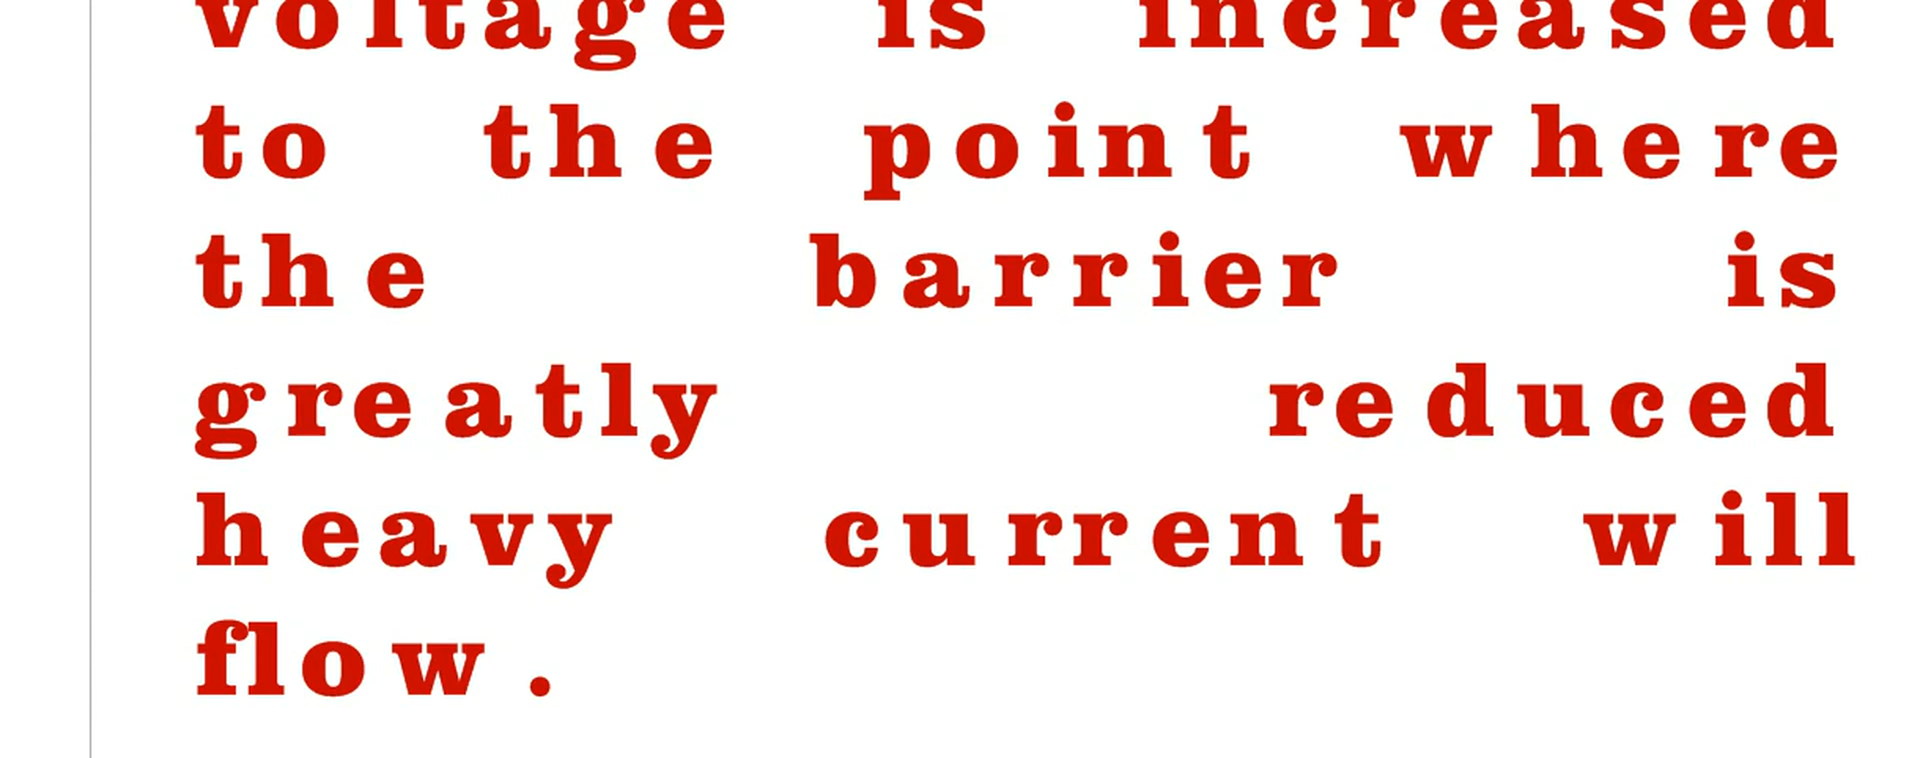 voltage is increased
to the point where
the barrier is
greatly reduced
heavy current will
flow.